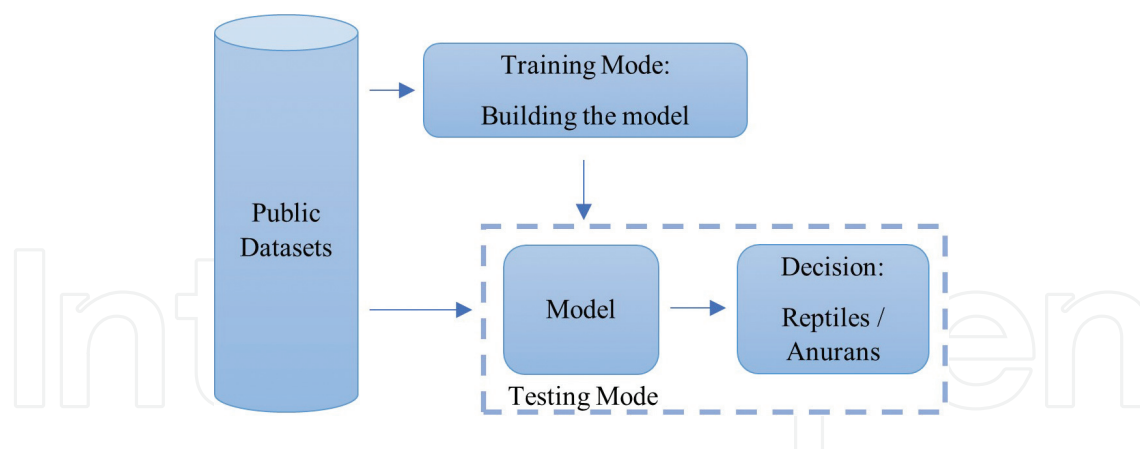 Training Mode:
Building the model
Public
Datasets
Model
Decision:
Reptiles /
Anurans
Testing Mode